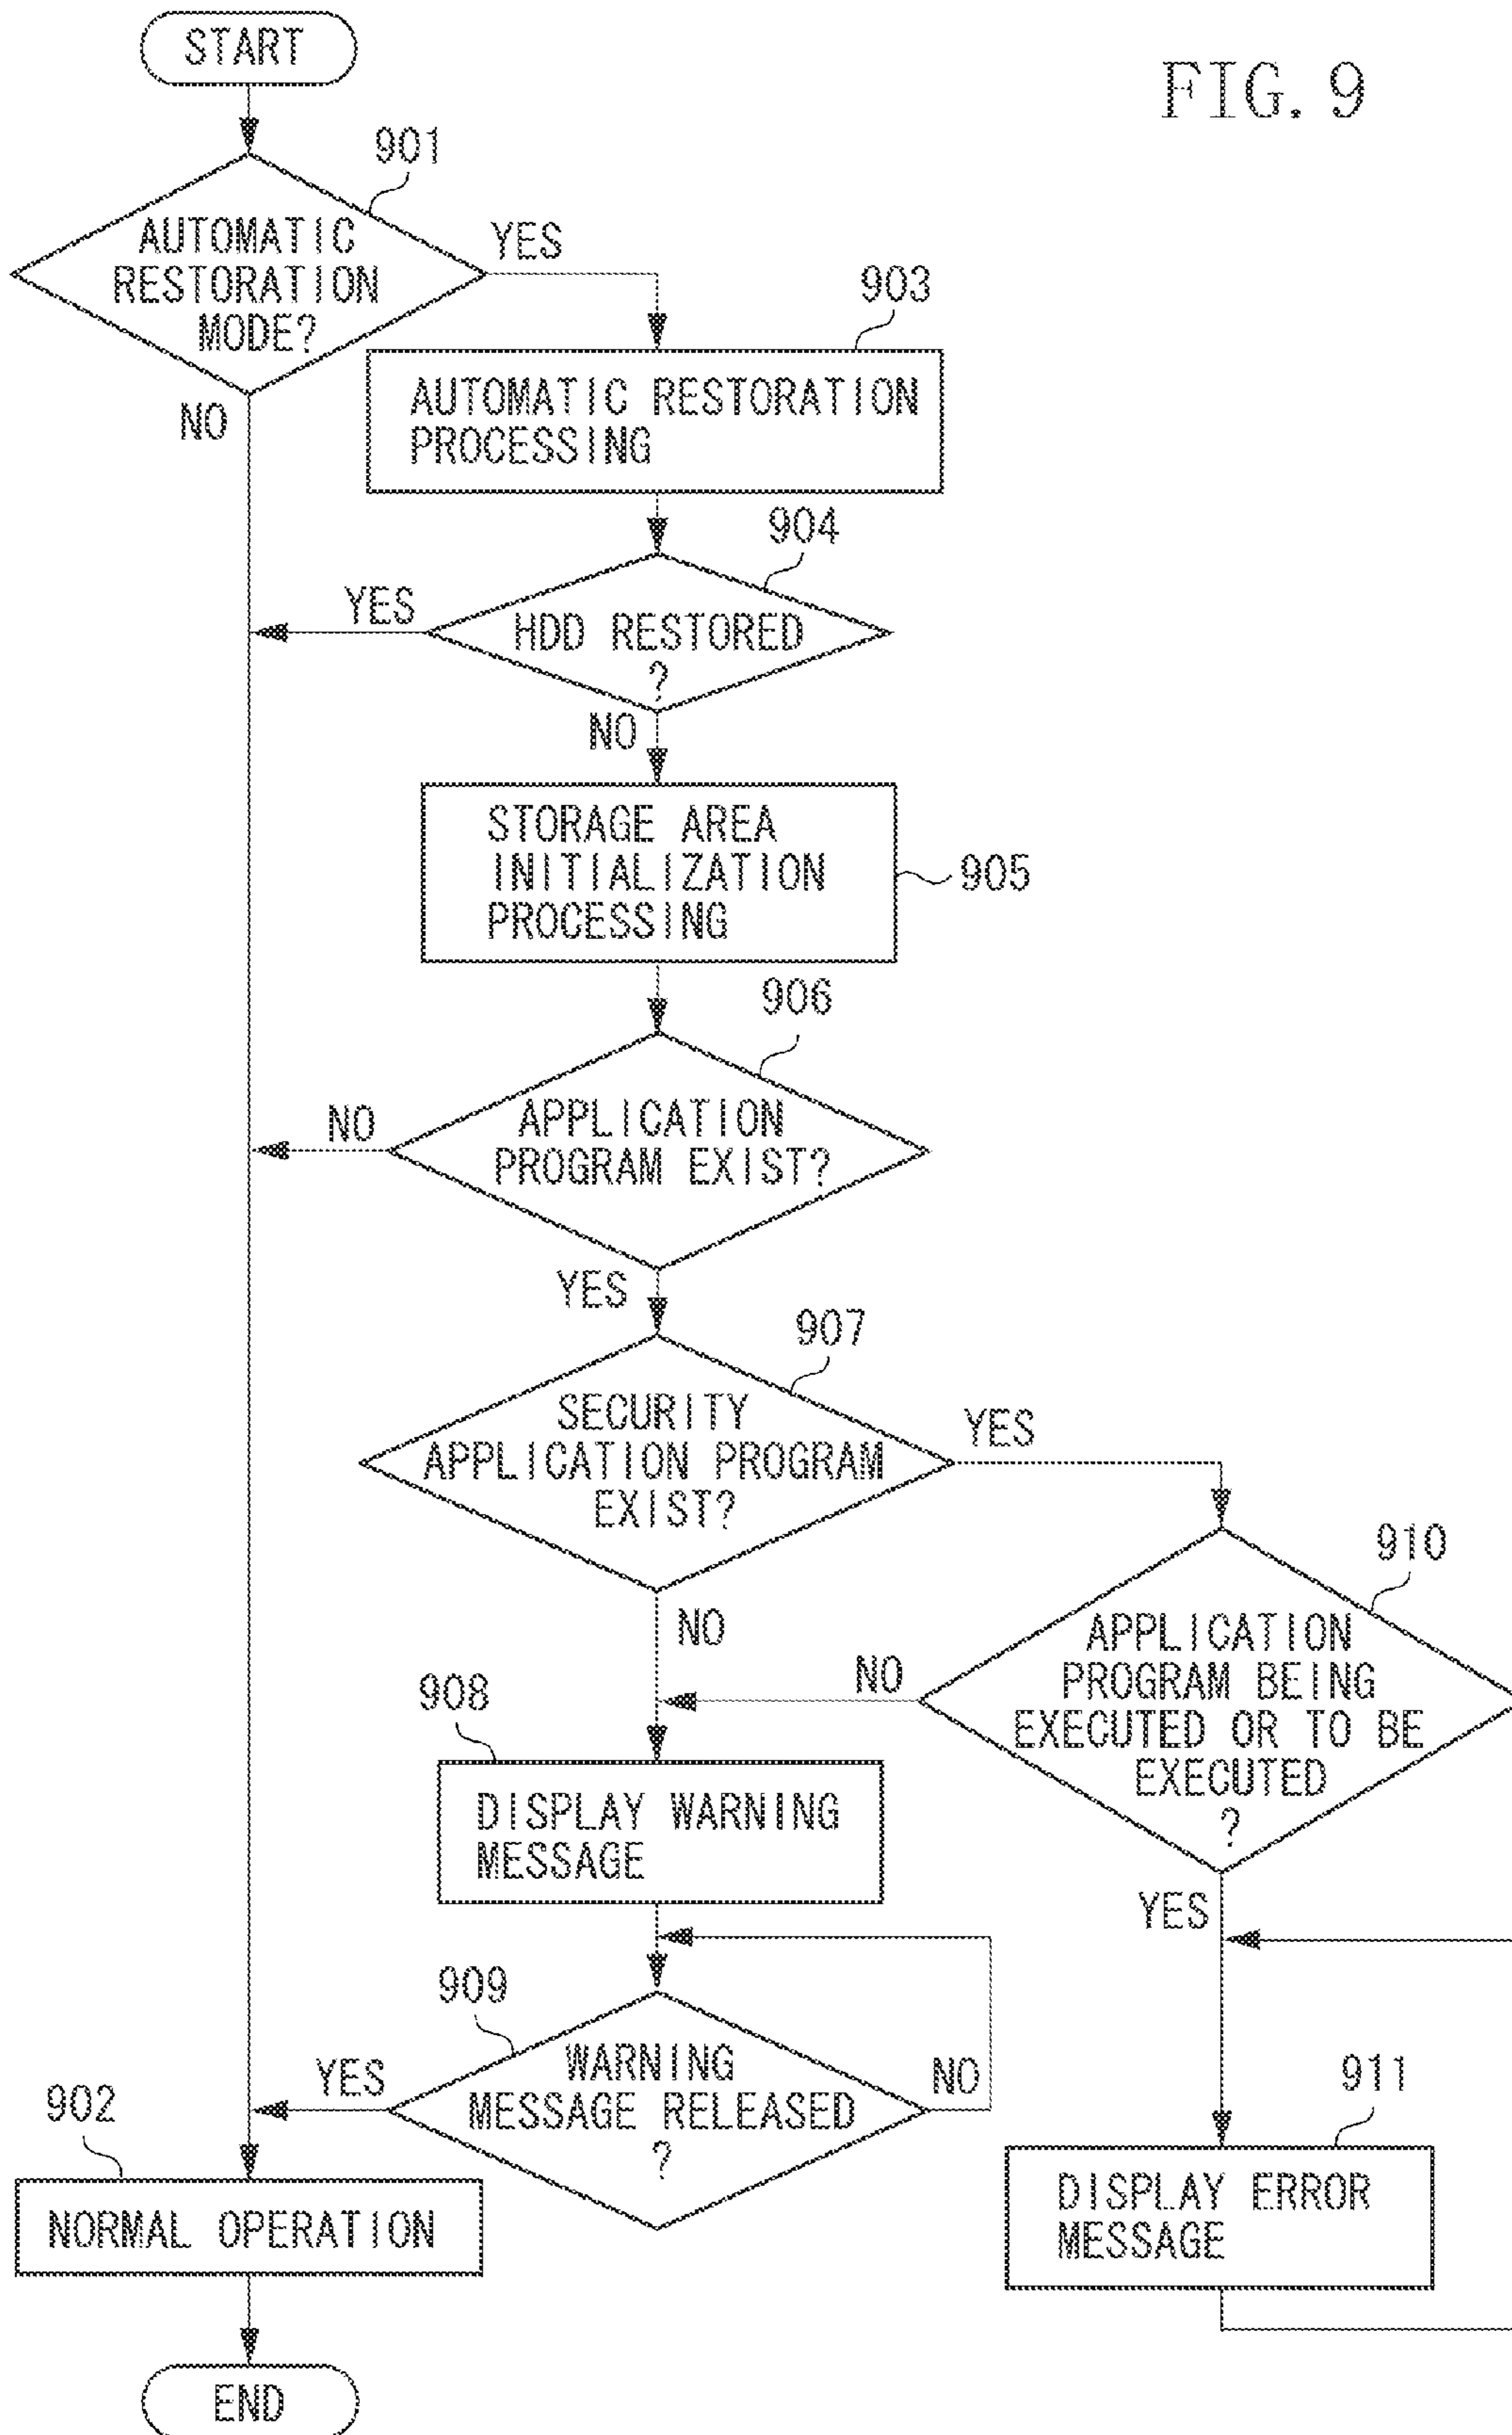 START
FIG. 9
901
AUTOMATIC
RESTORATION
MODE?
YES
NO
903
AUTOMATIC RESTORATION
PROCESSING
904
YES
HDD RESTORED
?
NO
STORAGE AREA
INITIALIZATION
PROCESSING
905
906
NO
APPLICATION
PROGRAM EXIST?
YES
907
SECURITY
APPLICATION PROGRAM
EXIST?
YES
NO
910
APPLICATION
PROGRAM BEING
EXECUTED OR TO BE
EXECUTED
?
NO
YES
908
DISPLAY WARNING
MESSAGE
909
WARNING
MESSAGE RELEASED
?
YES
NO
902
NORMAL OPERATION
911
DISPLAY ERROR
MESSAGE
END